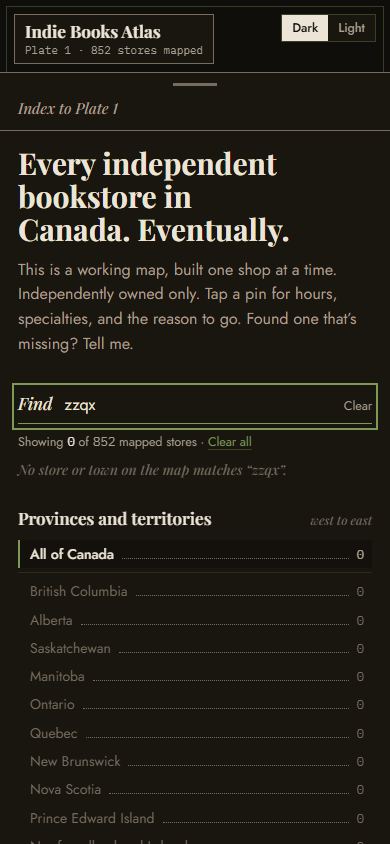 Indie Books Atlas
Plate 1 · 852 stores mapped
Dark Light
Index to Plate 1
Every independent
bookstore in
Canada. Eventually.
This is a working map, built one shop at a time.
Independently owned only. Tap a pin for hours,
specialties, and the reason to go. Found one that’s
missing? Tell me.
Find zzqx Clear
Showing 0 of 852 mapped stores · Clear all
No store or town on the map matches “zzqx”.
Provinces and territories west to east
All of Canada 0
British Columbia 0
Alberta 0
Saskatchewan 0
Manitoba 0
Ontario 0
Quebec 0
New Brunswick 0
Nova Scotia 0
Prince Edward Island 0